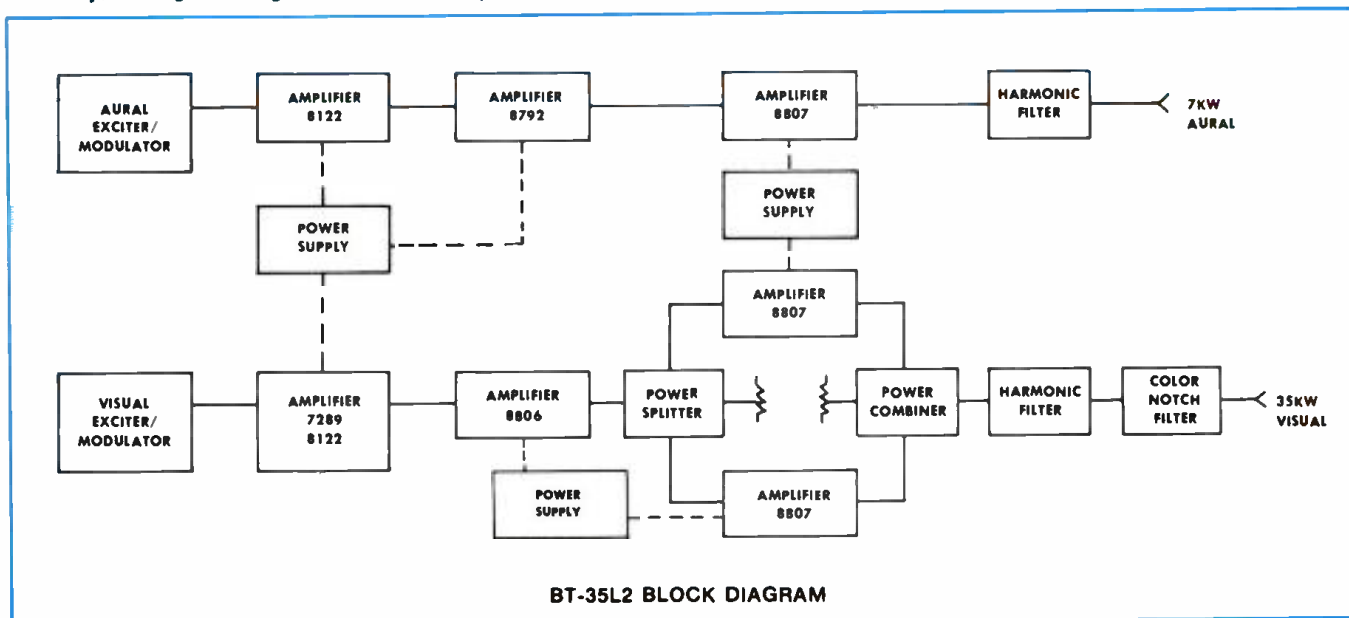 AURAL
EXCITER/
MODULATOR
AMPLIFIER
8122
AMPLIFIER
8792
AMPLIFIER
8807
HARMONIC
FILTER
7KW
AURAL
POWER
SUPPLY
POWER
SUPPLY
AMPLIFIER
8807
VISUAL
EXCITER/
MODULATOR
AMPLIFIER
7289
8122
AMPLIFIER
8806
POWER
SPLITTER
POWER
COMBINER
HARMONIC
FILTER
COLOR
NOTCH
FILTER
35KW
VISUAL
POWER
SUPPLY
AMPLIFIER
8807
BT-35L2 BLOCK DIAGRAM